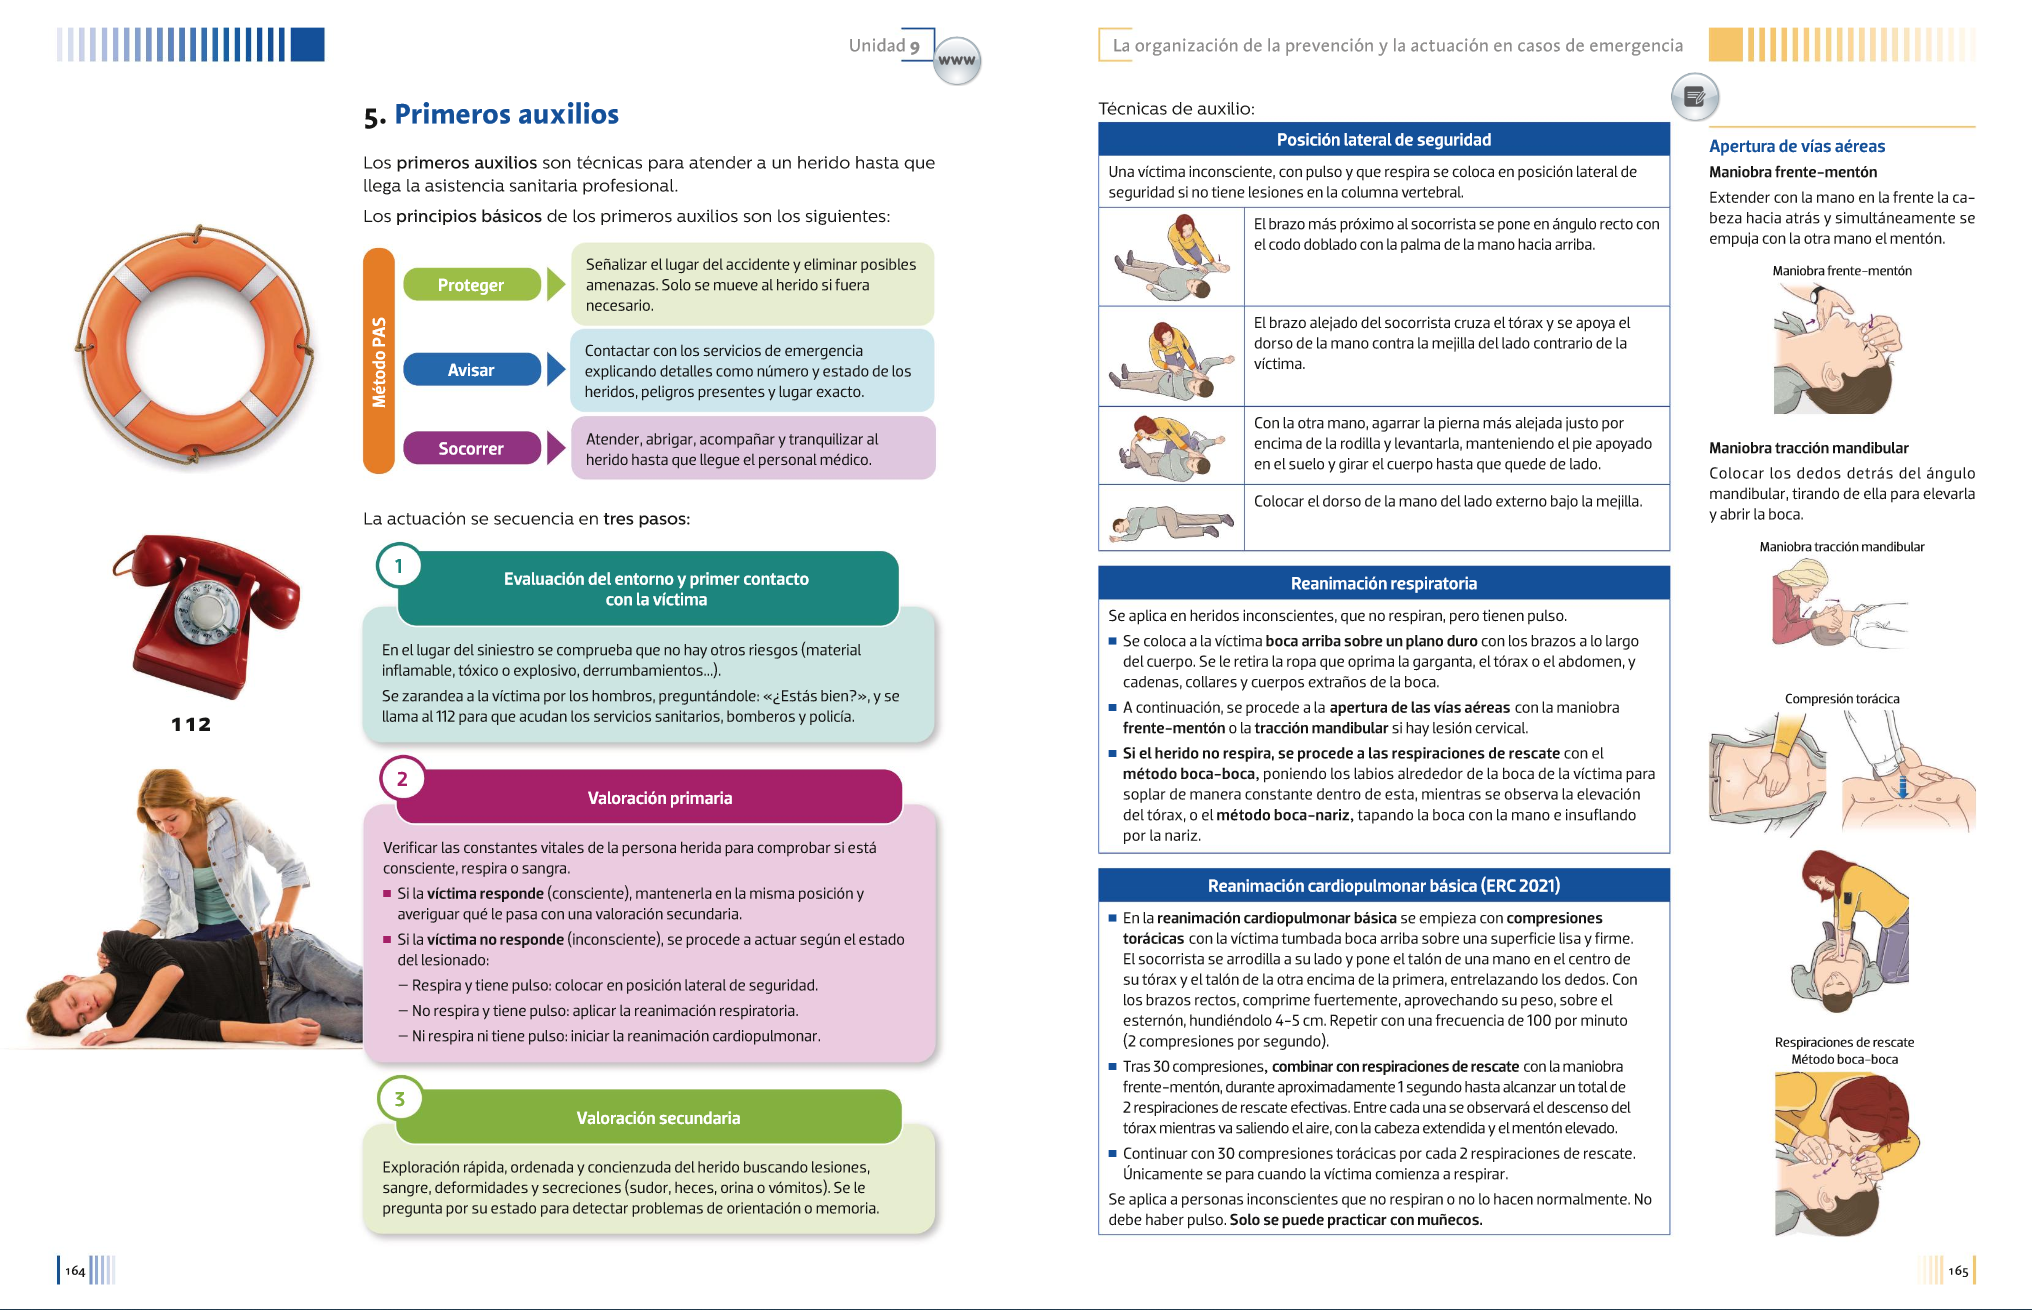 Unidad 9
www
5. Primeros auxilios
Los primeros auxilios son técnicas para atender a un herido hasta que
llega la asistencia sanitaria profesional.
Los principios básicos de los primeros auxilios son los siguientes:
Método PAS
Proteger
Señalizar el lugar del accidente y eliminar posibles
amenazas. Solo se mueve al herido si fuera
necesario.
Avisar
Contactar con los servicios de emergencia
explicando detalles como número y estado de los
heridos, peligros presentes y lugar exacto.
Socorrer
Atender, abrigar, acompañar y tranquilizar al
herido hasta que llegue el personal médico.
La actuación se secuencia en tres pasos:
112
1
Evaluación del entorno y primer contacto
con la víctima
En el lugar del siniestro se comprueba que no hay otros riesgos (material
inflamable, tóxico o explosivo, derrumbamientos...).
Se zarandea a la víctima por los hombros, preguntándole: «¿Estás bien?», y se
llama al 112 para que acudan los servicios sanitarios, bomberos y policía.
2
Valoración primaria
Verificar las constantes vitales de la persona herida para comprobar si está
consciente, respira o sangra.
■ Si la víctima responde (consciente), mantenerla en la misma posición y
averiguar qué le pasa con una valoración secundaria.
■ Si la víctima no responde (inconsciente), se procede a actuar según el estado
del lesionado:
– Respira y tiene pulso: colocar en posición lateral de seguridad.
– No respira y tiene pulso: aplicar la reanimación respiratoria.
– Ni respira ni tiene pulso: iniciar la reanimación cardiopulmonar.
3
Valoración secundaria
Exploración rápida, ordenada y concienzuda del herido buscando lesiones,
sangre, deformidades y secreciones (sudor, heces, orina o vómitos). Se le
pregunta por su estado para detectar problemas de orientación o memoria.
164
La organización de la prevención y la actuación en casos de emergencia
Técnicas de auxilio:
Posición lateral de seguridad
Una víctima inconsciente, con pulso y que respira se coloca en posición lateral de
seguridad si no tiene lesiones en la columna vertebral.
El brazo más próximo al socorrista se pone en ángulo recto con
el codo doblado con la palma de la mano hacia arriba.
El brazo alejado del socorrista cruza el tórax y se apoya el
dorso de la mano contra la mejilla del lado contrario de la
víctima.
Con la otra mano, agarrar la pierna más alejada justo por
encima de la rodilla y levantarla, manteniendo el pie apoyado
en el suelo y girar el cuerpo hasta que quede de lado.
Colocar el dorso de la mano del lado externo bajo la mejilla.
Reanimación respiratoria
Se aplica en heridos inconscientes, que no respiran, pero tienen pulso.
■ Se coloca a la víctima boca arriba sobre un plano duro con los brazos a lo largo
del cuerpo. Se le retira la ropa que oprima la garganta, el tórax o el abdomen, y
cadenas, collares y cuerpos extraños de la boca.
■ A continuación, se procede a la apertura de las vías aéreas con la maniobra
frente-mentón o la tracción mandibular si hay lesión cervical.
■ Si el herido no respira, se procede a las respiraciones de rescate con el
método boca-boca, poniendo los labios alrededor de la boca de la víctima para
soplar de manera constante dentro de esta, mientras se observa la elevación
del tórax, o el método boca-nariz, tapando la boca con la mano e insuflando
por la nariz.
Reanimación cardiopulmonar básica (ERC 2021)
■ En la reanimación cardiopulmonar básica se empieza con compresiones
torácicas con la víctima tumbada boca arriba sobre una superficie lisa y firme.
El socorrista se arrodilla a su lado y pone el talón de una mano en el centro de
su tórax y el talón de la otra encima de la primera, entrelazando los dedos. Con
los brazos rectos, comprime fuertemente, aprovechando su peso, sobre el
esternón, hundiéndolo 4-5 cm. Repetir con una frecuencia de 100 por minuto
(2 compresiones por segundo).
■ Tras 30 compresiones, combinar con respiraciones de rescate con la maniobra
frente-mentón, durante aproximadamente 1 segundo hasta alcanzar un total de
2 respiraciones de rescate efectivas. Entre cada una se observará el descenso del
tórax mientras va saliendo el aire, con la cabeza extendida y el mentón elevado.
■ Continuar con 30 compresiones torácicas por cada 2 respiraciones de rescate.
Únicamente se para cuando la víctima comienza a respirar.
Se aplica a personas inconscientes que no respiran o no lo hacen normalmente. No
debe haber pulso. Solo se puede practicar con muñecos.
Apertura de vías aéreas
Maniobra frente-mentón
Extender con la mano en la frente la ca-
beza hacia atrás y simultáneamente se
empuja con la otra mano el mentón.
Maniobra frente-mentón
Maniobra tracción mandibular
Colocar los dedos detrás del ángulo
mandibular, tirando de ella para elevarla
y abrir la boca.
Maniobra tracción mandibular
Compresión torácica
Respiraciones de rescate
Método boca-boca
165